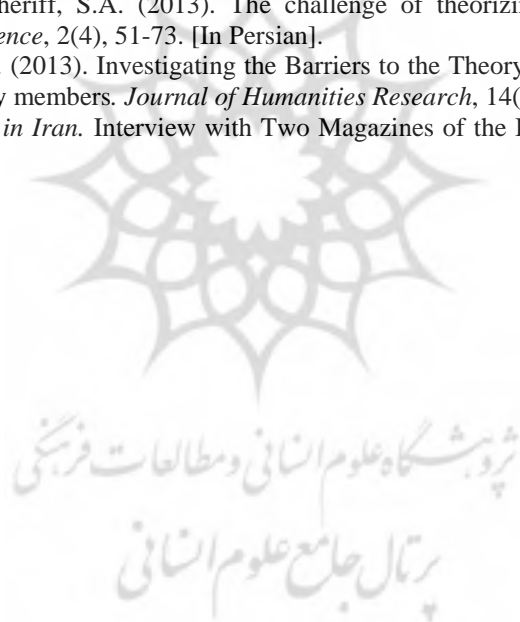 heriff, S.A. (2013). The challenge of theorizi
ence, 2(4), 51-73. [In Persian].
. (2013). Investigating the Barriers to the Theory
y members. Journal of Humanities Research, 14(
in Iran. Interview with Two Magazines of the
پژوهشگاه علوم انسانی و مطالعات فرهنگی
پرتال جامع علوم انسانی